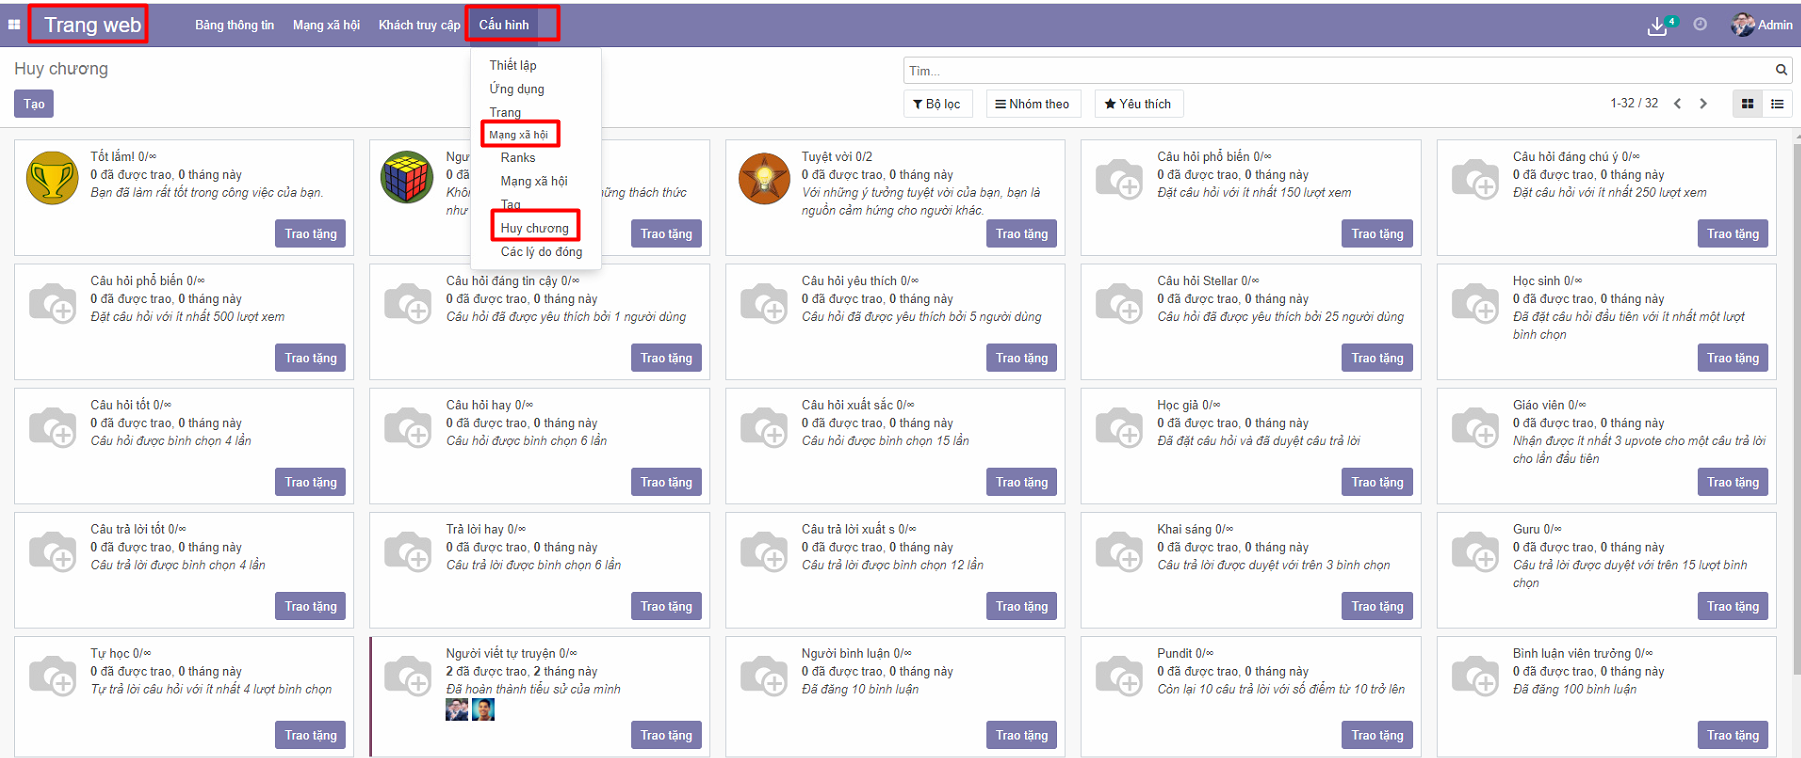 Trang web
Bảng thông tin
Mạng xã hội
Khách truy cập
Cấu hình
4
Admin
Huy chương
Tìm...
Tạo
Bộ lọc
Nhóm theo
Yêu thích
1-32 / 32
Thiết lập
Ứng dụng
Trang
Mạng xã hội
Ranks
Mạng xã hội
Tag
Huy chương
Các lý do đóng
Tốt lắm! 0/∞
0 đã được trao, 0 tháng này
Bạn đã làm rất tốt trong công việc của bạn.
Trao tặng
0 đã
những thách thức
như
Trao tặng
Tuyệt vời 0/2
0 đã được trao, 0 tháng này
Với những ý tưởng tuyệt vời của bạn, bạn là
nguồn cảm hứng cho người khác.
Trao tặng
Câu hỏi phổ biến 0/∞
0 đã được trao, 0 tháng này
Đặt câu hỏi với ít nhất 150 lượt xem
Trao tặng
Câu hỏi đáng chú ý 0/∞
0 đã được trao, 0 tháng này
Đặt câu hỏi với ít nhất 250 lượt xem
Trao tặng
Câu hỏi phổ biến 0/∞
0 đã được trao, 0 tháng này
Đặt câu hỏi với ít nhất 500 lượt xem
Trao tặng
Câu hỏi đáng tin cậy 0/∞
0 đã được trao, 0 tháng này
Câu hỏi đã được yêu thích bởi 1 người dùng
Trao tặng
Câu hỏi yêu thích 0/∞
0 đã được trao, 0 tháng này
Câu hỏi đã được yêu thích bởi 5 người dùng
Trao tặng
Câu hỏi Stellar 0/∞
0 đã được trao, 0 tháng này
Câu hỏi đã được yêu thích bởi 25 người dùng
Trao tặng
Học sinh 0/∞
0 đã được trao, 0 tháng này
Đã đặt câu hỏi đầu tiên với ít nhất một lượt
bình chọn
Trao tặng
Câu hỏi tốt 0/∞
0 đã được trao, 0 tháng này
Câu hỏi được bình chọn 4 lần
Trao tặng
Câu hỏi hay 0/∞
0 đã được trao, 0 tháng này
Câu hỏi được bình chọn 6 lần
Trao tặng
Câu hỏi xuất sắc 0/∞
0 đã được trao, 0 tháng này
Câu hỏi được bình chọn 15 lần
Trao tặng
Học giả 0/∞
0 đã được trao, 0 tháng này
Đã đặt câu hỏi và đã duyệt câu trả lời
Trao tặng
Giáo viên 0/∞
0 đã được trao, 0 tháng này
Nhận được ít nhất 3 upvote cho một câu trả lời
cho lần đầu tiên
Trao tặng
Câu trả lời tốt 0/∞
0 đã được trao, 0 tháng này
Câu trả lời được bình chọn 4 lần
Trao tặng
Trả lời hay 0/∞
0 đã được trao, 0 tháng này
Câu trả lời được bình chọn 6 lần
Trao tặng
Câu trả lời xuất s 0/∞
0 đã được trao, 0 tháng này
Câu trả lời được bình chọn 12 lần
Trao tặng
Khai sáng 0/∞
0 đã được trao, 0 tháng này
Câu trả lời được duyệt với trên 3 bình chọn
Trao tặng
Guru 0/∞
0 đã được trao, 0 tháng này
Câu trả lời được duyệt với trên 15 lượt bình
chọn
Trao tặng
Tự học 0/∞
0 đã được trao, 0 tháng này
Tự trả lời câu hỏi với ít nhất 4 lượt bình chọn
Trao tặng
Người viết tự truyện 0/∞
2 đã được trao, 2 tháng này
Đã hoàn thành tiểu sử của mình
Trao tặng
Người bình luận 0/∞
0 đã được trao, 0 tháng này
Đã đăng 10 bình luận
Trao tặng
Pundit 0/∞
0 đã được trao, 0 tháng này
Còn lại 10 câu trả lời với số điểm từ 10 trở lên
Trao tặng
Bình luận viên trưởng 0/∞
0 đã được trao, 0 tháng này
Đã đăng 100 bình luận
Trao tặng